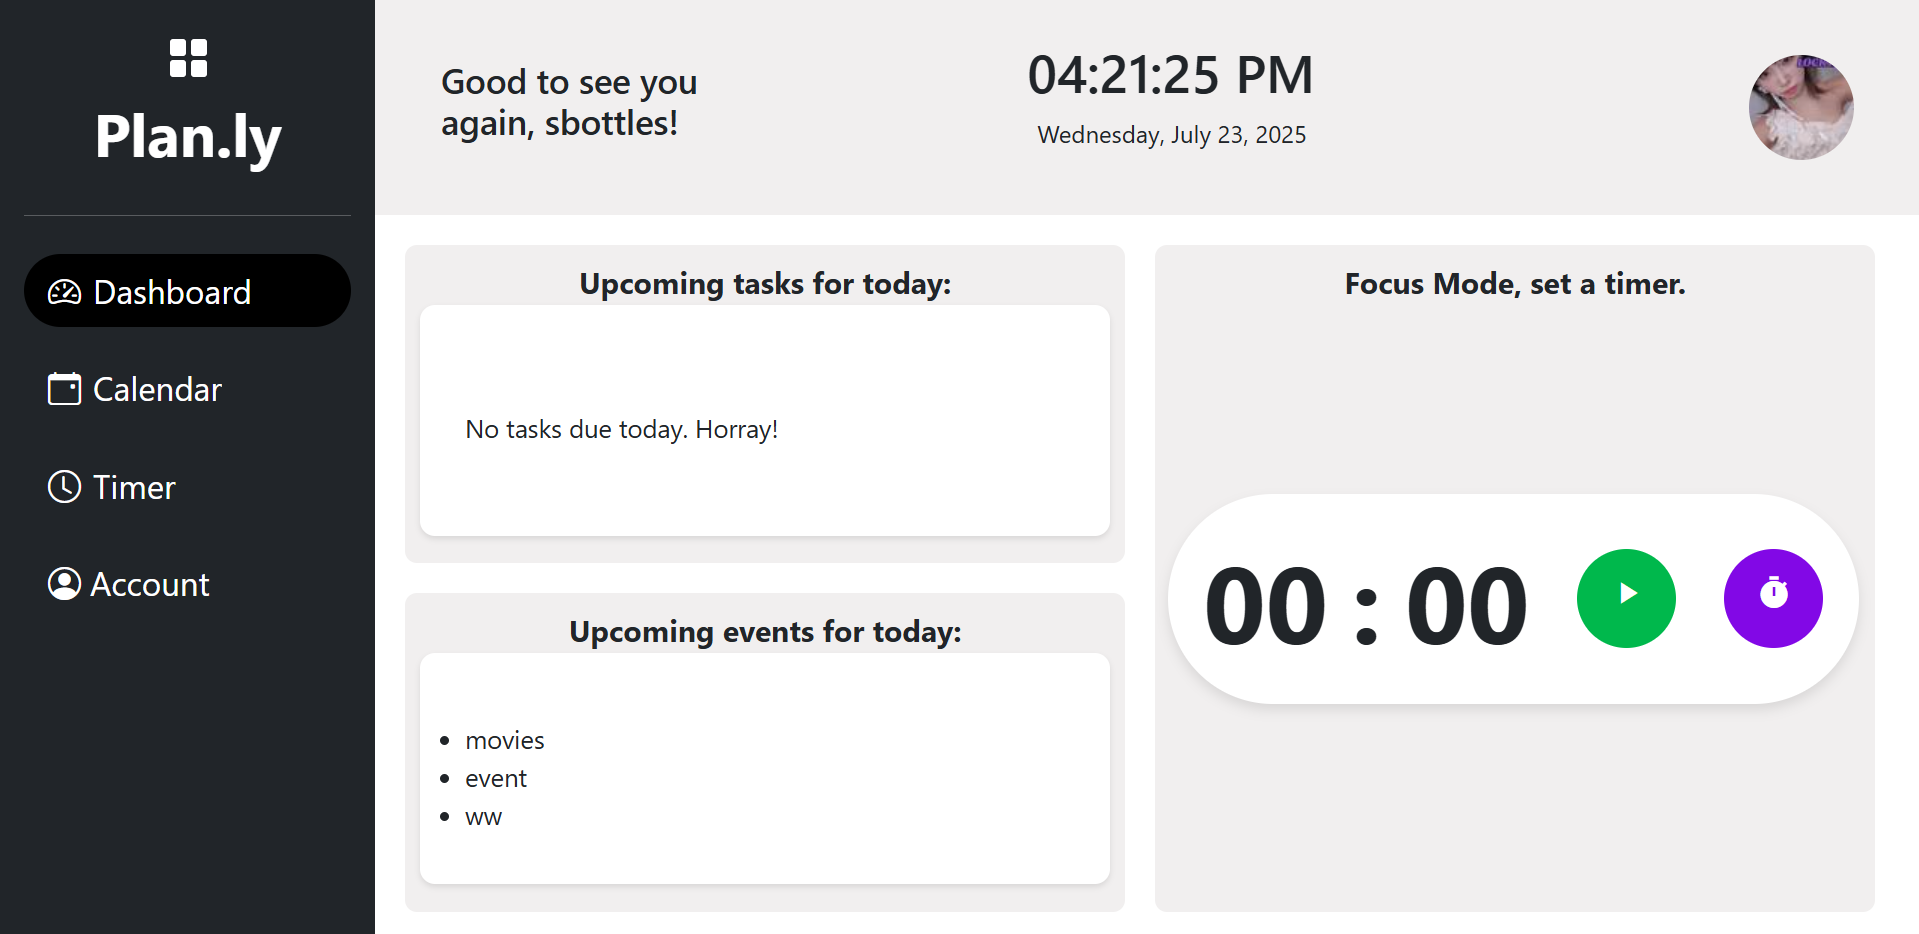 Plan.ly
Dashboard
Calendar
Timer
Account
Good to see you
again, sbottles!
04:21:25 PM
Wednesday, July 23, 2025
Upcoming tasks for today:
No tasks due today. Horray!
Upcoming events for today:
movies
event
ww
Focus Mode, set a timer.
00 : 00